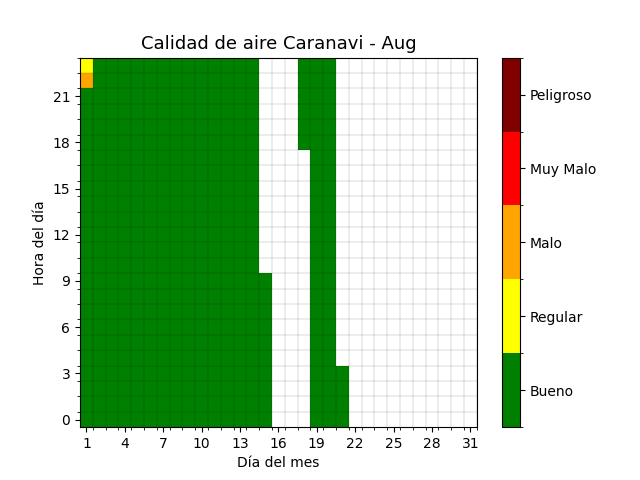 Calidad de aire Caranavi - Aug
Hora del día
21
18
15
12
9
6
3
0
1 4 7 10 13 16 19 22 25 28 31
Día del mes
Peligroso
Muy Malo
Malo
Regular
Bueno